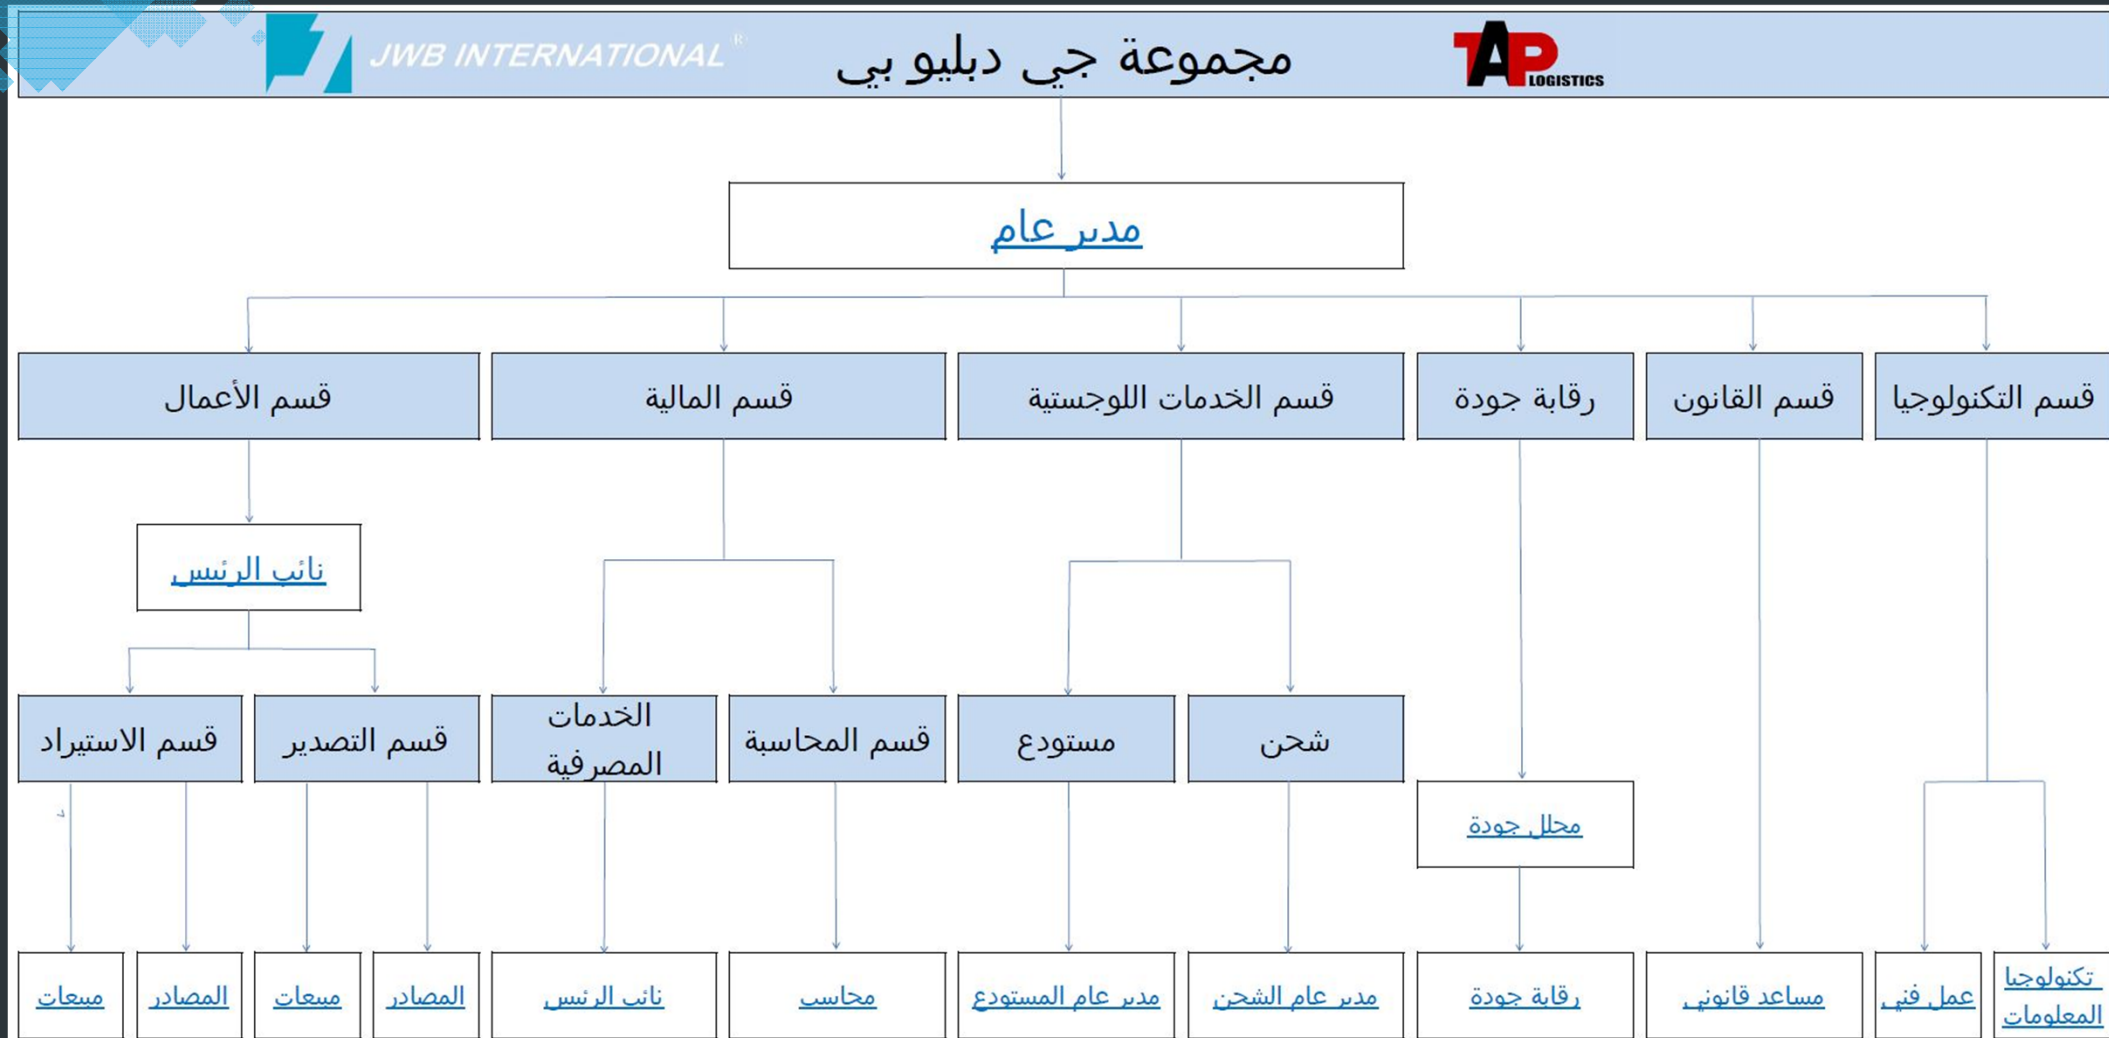 JWB INTERNATIONAL R
مجموعة جي دبليو بي
TAP LOGISTICS
مدير عام
قسم الأعمال
قسم المالية
قسم الخدمات اللوجستية
رقابة جودة
قسم القانون
قسم التكنولوجيا
نائب الرئيس
قسم الاستيراد
قسم التصدير
الخدمات
المصرفية
قسم المحاسبة
مستودع
شحن
محلل جودة
مبيعات
المصادر
مبيعات
المصادر
نائب الرئيس
محاسب
مدير عام المستودع
مدير عام الشحن
رقابة جودة
مساعد قانوني
عمل فني
تكنولوجيا
المعلومات